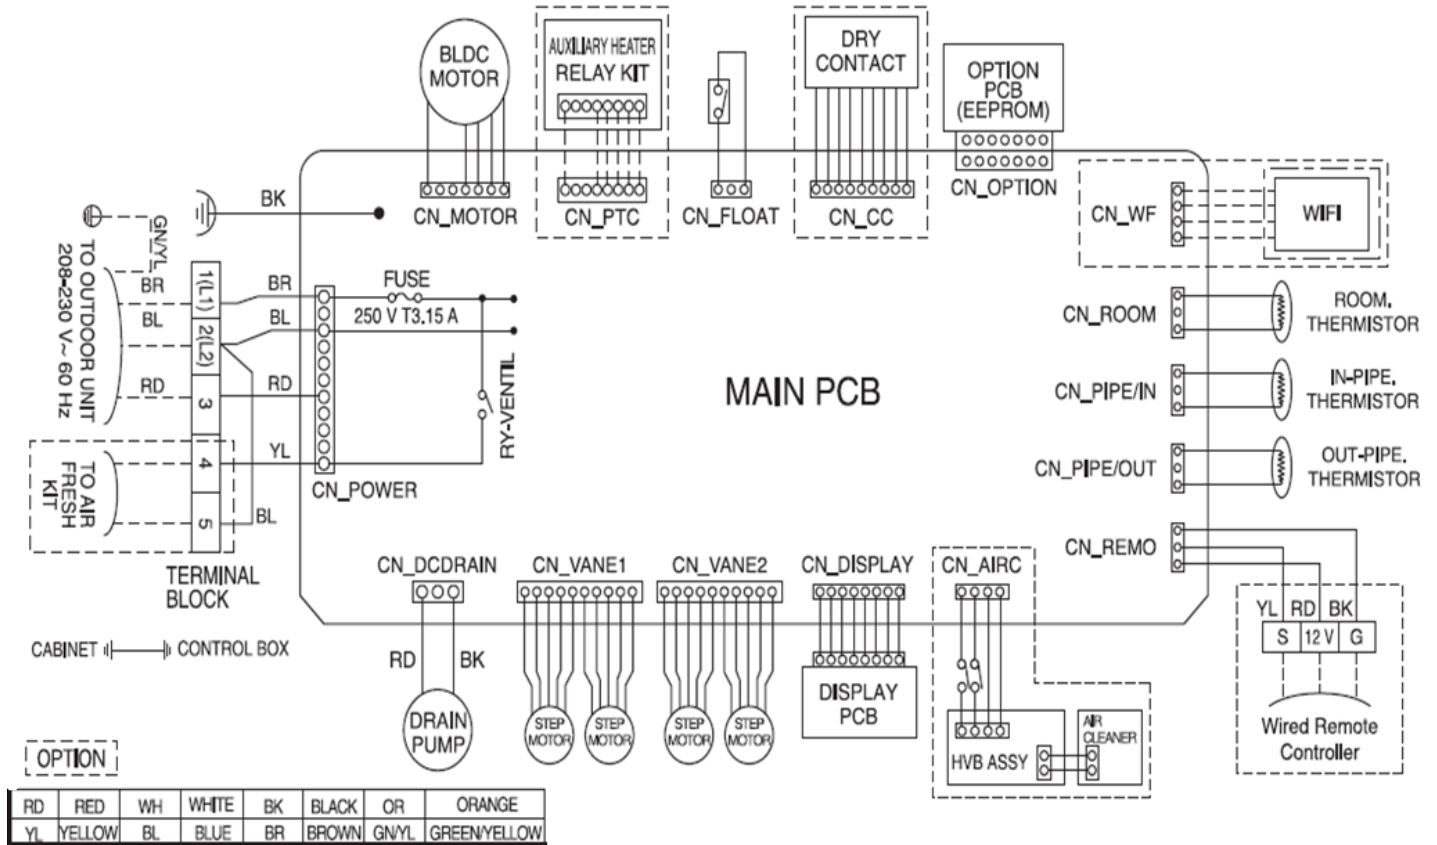 BLDC
MOTOR
AUXILIARY HEATER
RELAY KIT
DRY
CONTACT
OPTION
PCB
(EEPROM)
CN_MOTOR
CN_PTC
CN_FLOAT
CN_CC
CN_OPTION
CN_WF
WIFI
BK
GN/YL
TO OUTDOOR UNIT
208-230 V~ 60 Hz
BR
BL
RD
1(L1)
2(L2)
3
4
5
BR
BL
RD
YL
BL
FUSE
250 V T3.15 A
RY-VENTIL
CN_POWER
MAIN PCB
TO AIR
FRESH
KIT
TERMINAL
BLOCK
CN_ROOM
ROOM.
THERMISTOR
CN_PIPE/IN
IN-PIPE.
THERMISTOR
CN_PIPE/OUT
OUT-PIPE.
THERMISTOR
CN_REMO
CN_DCDRAIN
CN_VANE1
CN_VANE2
CN_DISPLAY
CN_AIRC
YL RD BK
S 12 V G
Wired Remote
Controller
CABINET
CONTROL BOX
RD
BK
DRAIN
PUMP
STEP
MOTOR
STEP
MOTOR
STEP
MOTOR
STEP
MOTOR
DISPLAY
PCB
HVB ASSY
AIR
CLEANER
OPTION
RD RED WH WHITE BK BLACK OR ORANGE
YL YELLOW BL BLUE BR BROWN GN/YL GREEN/YELLOW